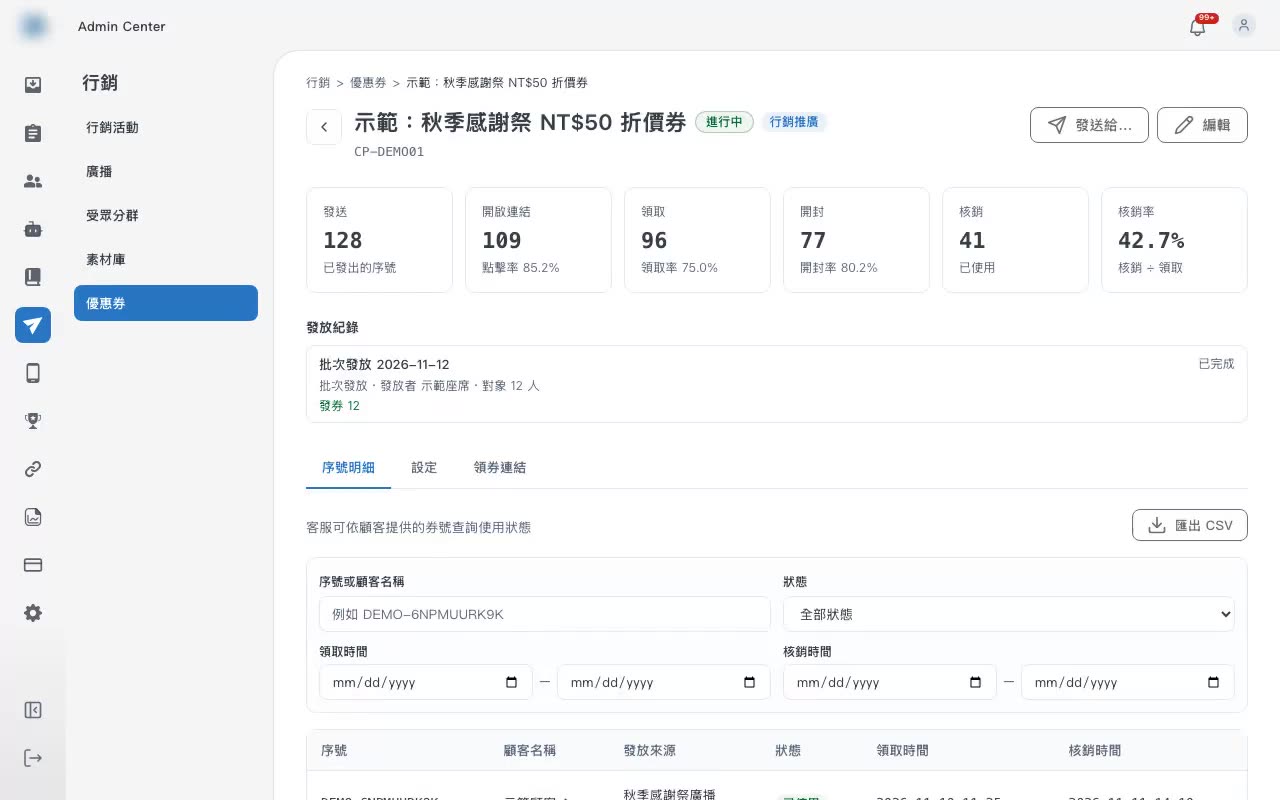 Admin Center
99+
行銷
行銷活動
廣播
受眾分群
素材庫
優惠券
行銷 > 優惠券 > 示範：秋季感謝祭 NT$50 折價券
示範：秋季感謝祭 NT$50 折價券 進行中 行銷推廣
CP-DEMO01
發送給...
編輯
發送
128
已發出的序號
開啟連結
109
點擊率 85.2%
領取
96
領取率 75.0%
開封
77
開封率 80.2%
核銷
41
已使用
核銷率
42.7%
核銷 ÷ 領取
發放紀錄
批次發放 2026-11-12 已完成
批次發放 · 發放者 示範座席 · 對象 12 人
發券 12
序號明細 設定 領券連結
客服可依顧客提供的券號查詢使用狀態
匯出 CSV
序號或顧客名稱 狀態
例如 DEMO-6NPMUURK9K 全部狀態
領取時間 核銷時間
mm/dd/yyyy — mm/dd/yyyy mm/dd/yyyy — mm/dd/yyyy
序號 顧客名稱 發放來源 狀態 領取時間 核銷時間
秋季感謝祭廣播